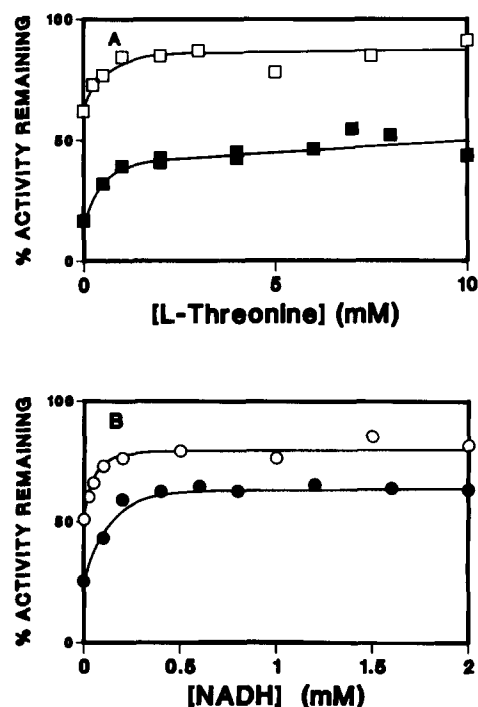 100
A
50
0
% ACTIVITY REMAINING
0
5
10
[L-Threonine] (mM)
100
B
50
0
% ACTIVITY REMAINING
0
0.5
1
1.5
2
[NADH] (mM)